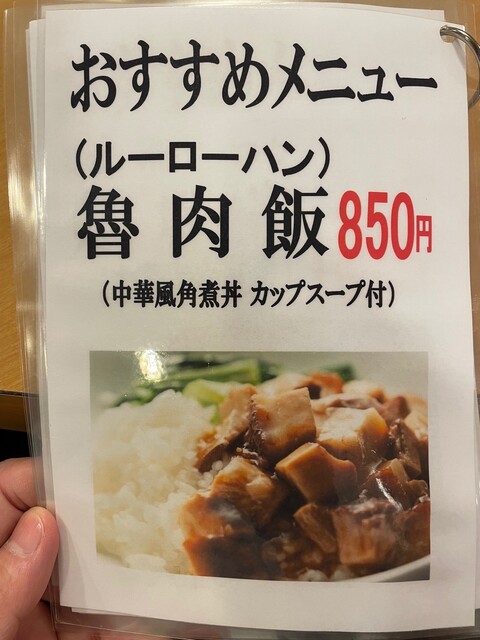 おすすめメニュー
(ルーローハン)
魯肉飯 850円
(中華風角煮丼 カップスープ付)